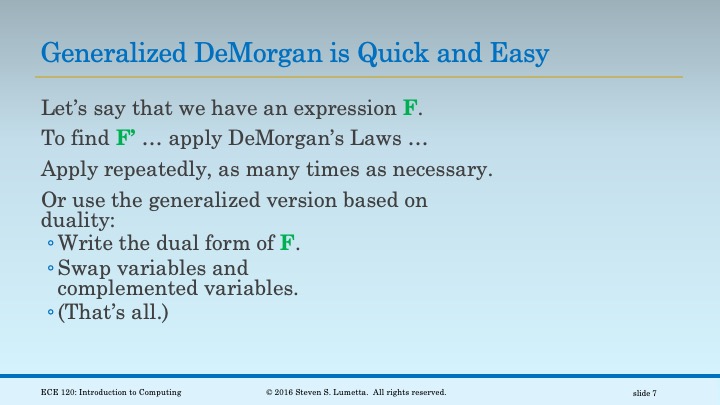 Generalized DeMorgan is Quick and Easy
Let’s say that we have an expression F.
To find F’ … apply DeMorgan’s Laws …
Apply repeatedly, as many times as necessary.
Or use the generalized version based on
duality:
◦Write the dual form of F.
◦Swap variables and
complemented variables.
◦(That’s all.)
ECE 120: Introduction to Computing
© 2016 Steven S. Lumetta. All rights reserved.
slide 7